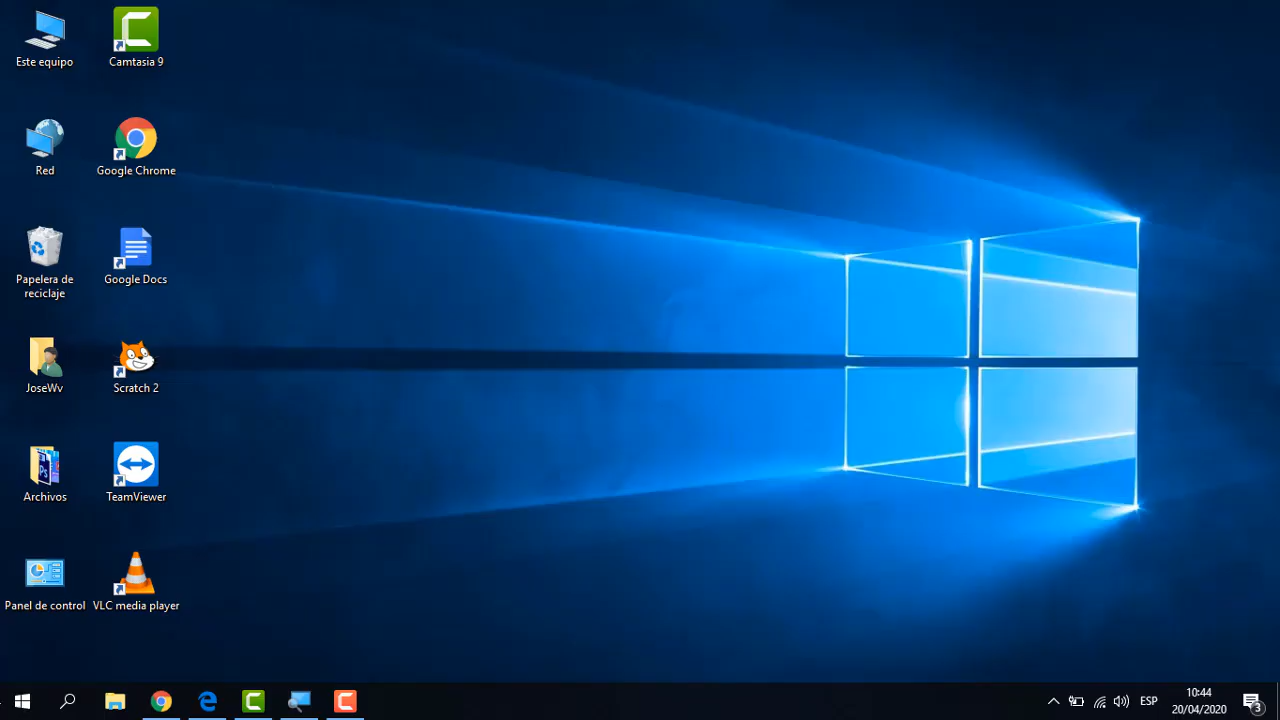 Este equipo
Camtasia 9
Red
Google Chrome
Papelera de
reciclaje
Google Docs
JoseWv
Scratch 2
Archivos
TeamViewer
Panel de control
VLC media player
ESP
10:44
20/04/2020
3